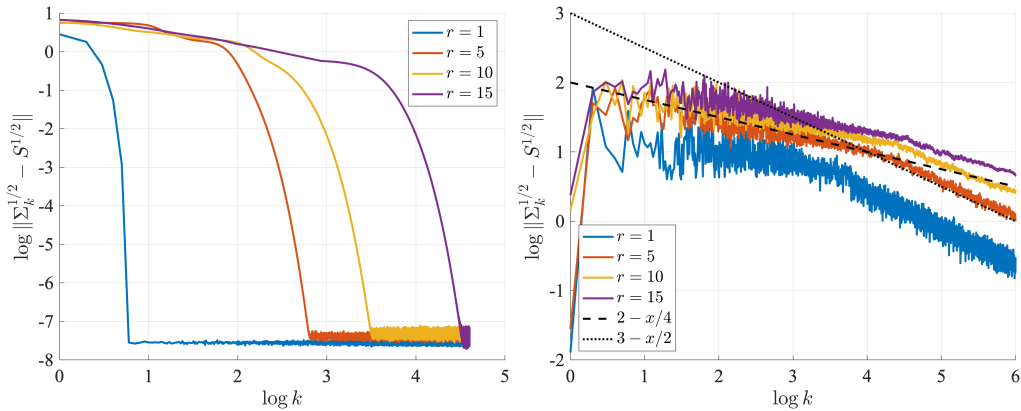 1
0
-1
-2
-3
-4
-5
-6
-7
-8
0
1
2
3
4
5
log k
log ||Σ_k^{1/2} − S^{1/2}||
r = 1
r = 5
r = 10
r = 15
3
2
1
0
-1
-2
0
1
2
3
4
5
6
log k
log ||Σ_k^{1/2} − S^{1/2}||
r = 1
r = 5
r = 10
r = 15
2 − x/4
3 − x/2